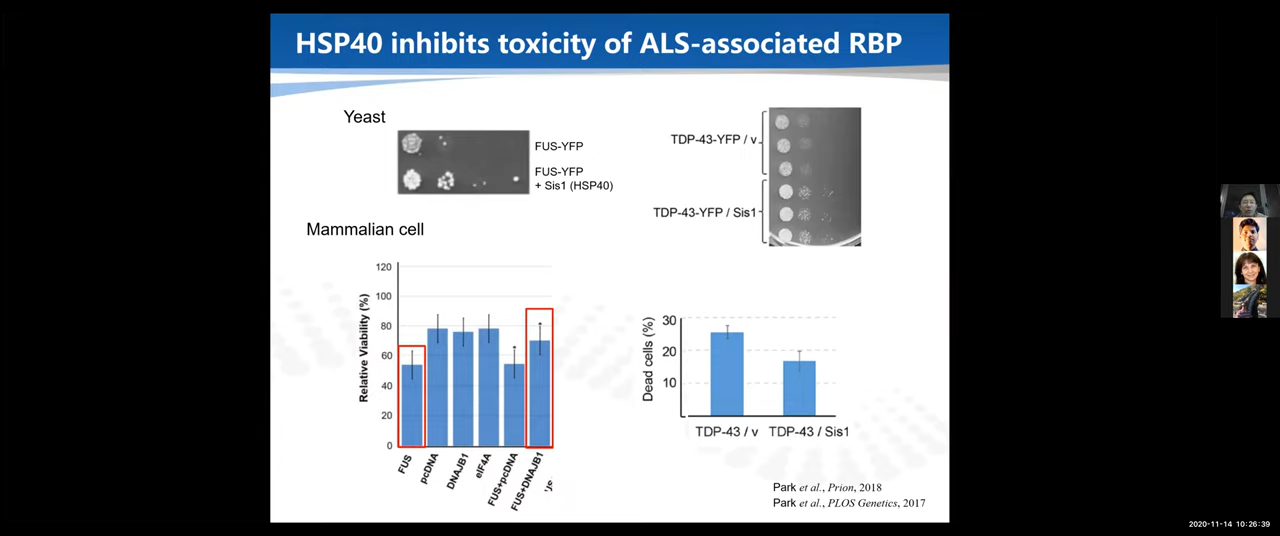 HSP40 inhibits toxicity of ALS-associated RBP
Yeast
FUS-YFP
FUS-YFP
+ Sis1 (HSP40)
TDP-43-YFP / v
TDP-43-YFP / Sis1
Mammalian cell
Relative Viability (%)
120
100
80
60
40
20
0
FUS
pcDNA
DNAJB1
eIF4A
FUS+pcDNA
FUS+DNAJB1
Dead cells (%)
30
20
10
TDP-43 / v
TDP-43 / Sis1
Park et al., Prion, 2018
Park et al., PLOS Genetics, 2017
2020-11-14 10:26:39